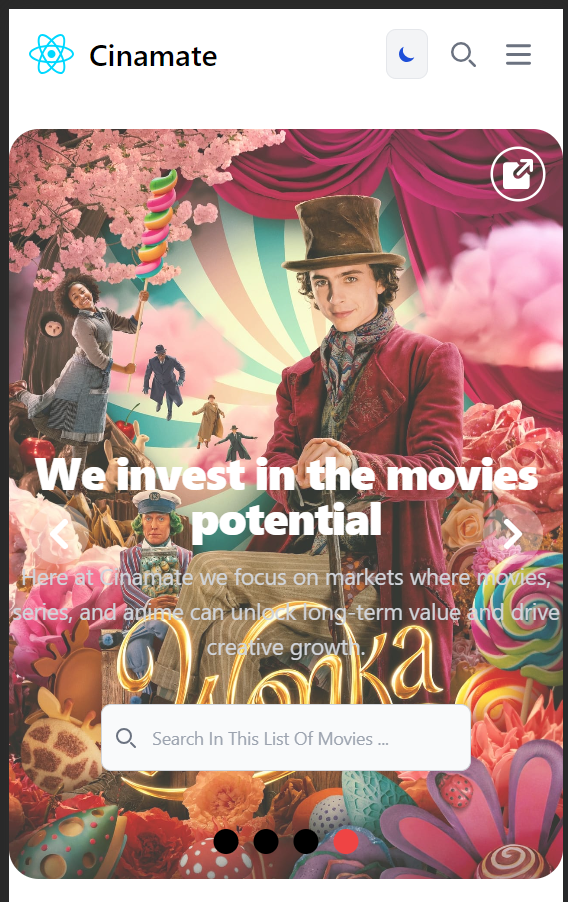 Cinamate
We invest in the movies
potential
Here at Cinamate we focus on markets where movies,
series, and anime can unlock long-term value and drive
creative growth.
Wonka
Search In This List Of Movies ...